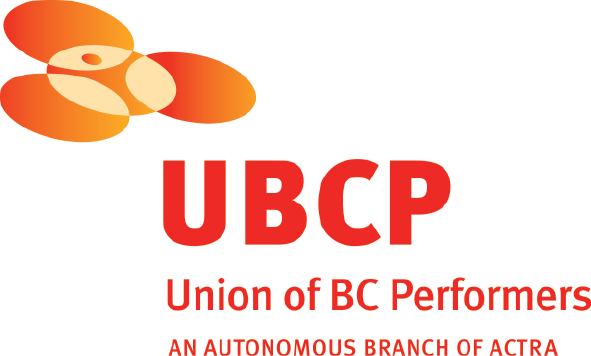 UBCP
Union of BC Performers
AN AUTONOMOUS BRANCH OF ACTRA